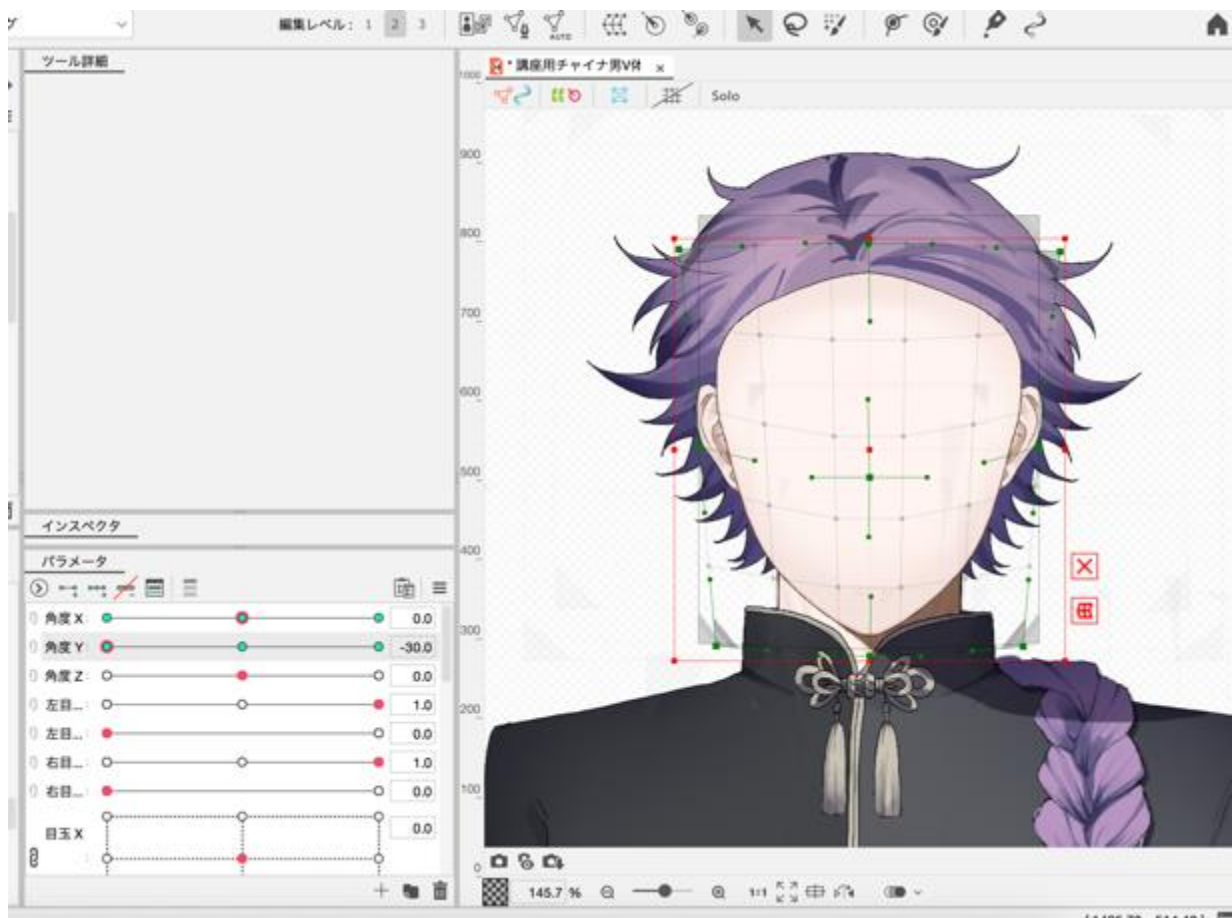 編集レベル： 1 2 3
AUTO
ツール詳細
* 講座用チャイナ男V体 ×
Solo
1000
900
800
700
600
500
400
300
200
100
0
インスペクタ
パラメータ
角度 X : 0.0
角度 Y : -30.0
角度 Z : 0.0
左目... : 1.0
左目... : 0.0
右目... : 1.0
右目... : 0.0
目玉 X 0.0
145.7 % 1:1